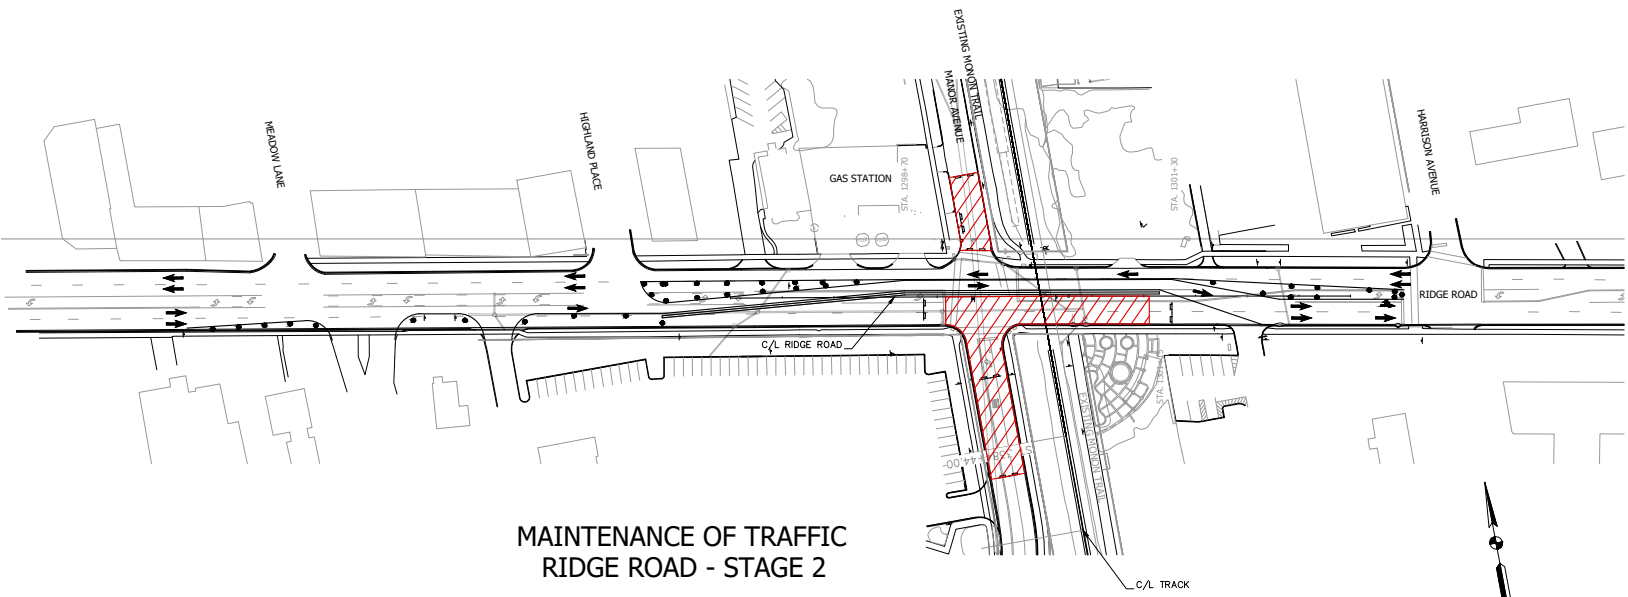 EXISTING MONON TRAIL
MANOR AVENUE
MEADOW LANE
HIGHLAND PLACE
HARRISON AVENUE
GAS STATION
STA. 1298+70
STA. 1301+30
RIDGE ROAD
C/L RIDGE ROAD
EXISTING MONON TRAIL
MAINTENANCE OF TRAFFIC
RIDGE ROAD - STAGE 2
C/L TRACK